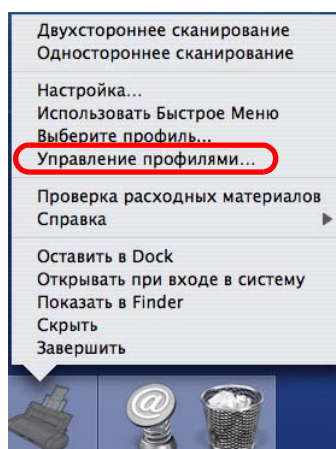 Двухстороннее сканирование
Одностороннее сканирование
Настройка...
Использовать Быстрое Меню
Выберите профиль...
Управление профилями...
Проверка расходных материалов
Справка
Оставить в Dock
Открывать при входе в систему
Показать в Finder
Скрыть
Завершить
@